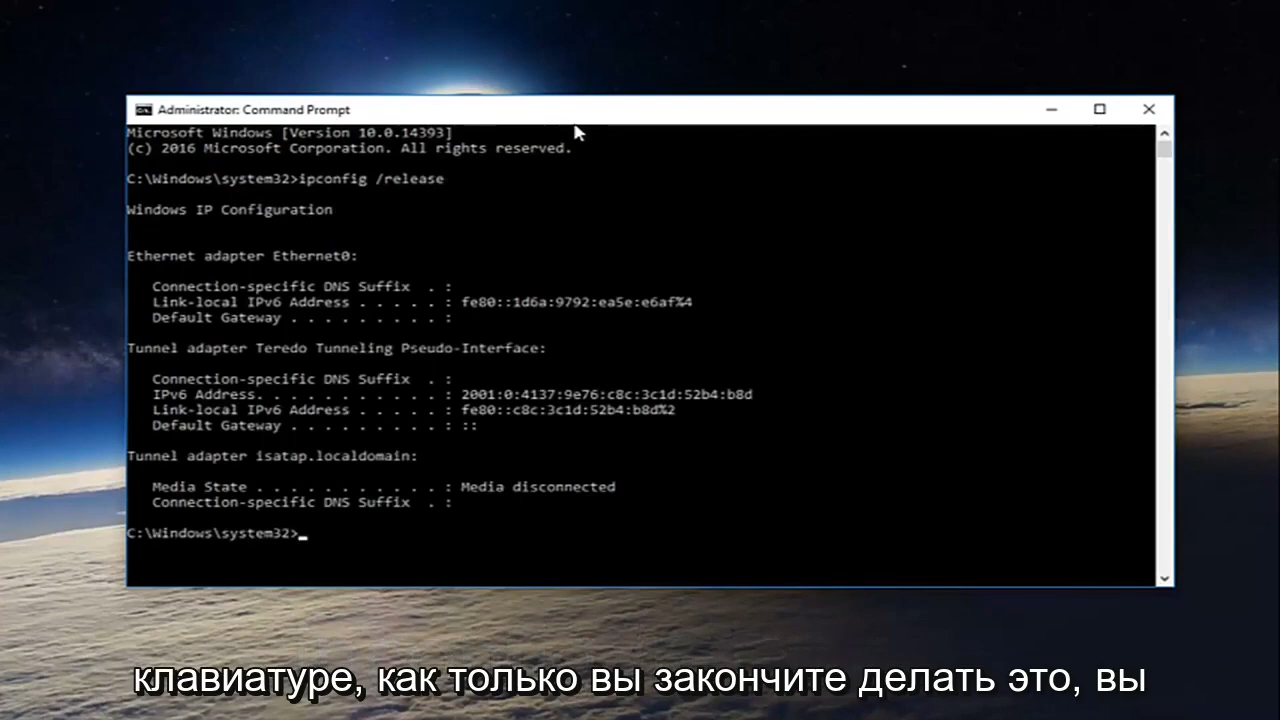 Administrator: Command Prompt
Microsoft Windows [Version 10.0.14393]
(c) 2016 Microsoft Corporation. All rights reserved.
C:\Windows\system32>ipconfig /release
Windows IP Configuration
Ethernet adapter Ethernet0:
Connection-specific DNS Suffix . :
Link-local IPv6 Address . . . . . : fe80::1d6a:9792:ea5e:e6af%4
Default Gateway . . . . . . . . . :
Tunnel adapter Teredo Tunneling Pseudo-Interface:
Connection-specific DNS Suffix . :
IPv6 Address. . . . . . . . . . . : 2001:0:4137:9e76:c8c:3c1d:52b4:b8d
Link-local IPv6 Address . . . . . : fe80::c8c:3c1d:52b4:b8d%2
Default Gateway . . . . . . . . . : ::
Tunnel adapter isatap.localdomain:
Media State . . . . . . . . . . . : Media disconnected
Connection-specific DNS Suffix . :
C:\Windows\system32>_
клавиатуре, как только вы закончите делать это, вы